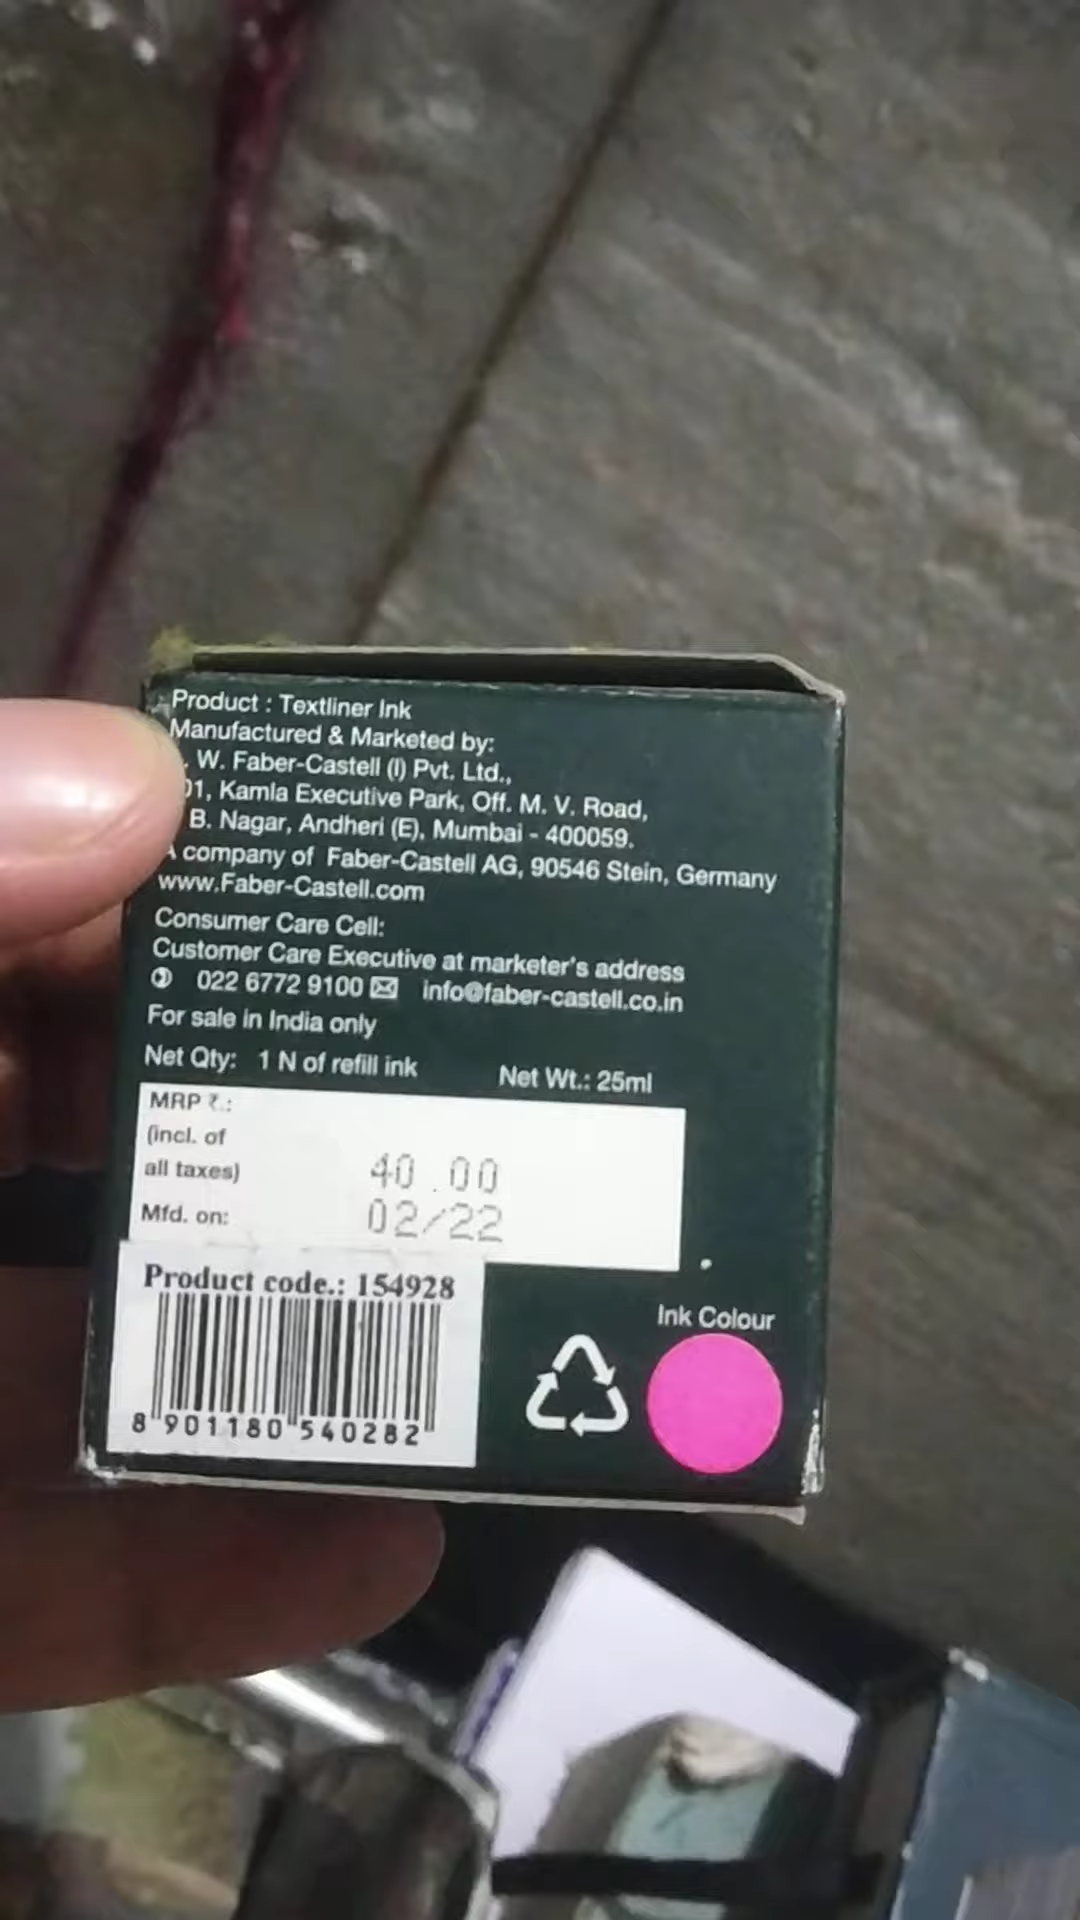 Product : Textliner Ink
Manufactured & Marketed by:
. W. Faber-Castell (I) Pvt. Ltd.,
01, Kamla Executive Park, Off. M. V. Road,
B. Nagar, Andheri (E), Mumbai - 400059.
A company of Faber-Castell AG, 90546 Stein, Germany
www.Faber-Castell.com
Consumer Care Cell:
Customer Care Executive at marketer's address
022 6772 9100 info@faber-castell.co.in
For sale in India only
Net Qty: 1 N of refill ink Net Wt.: 25ml
MRP ₹.:
(incl. of
all taxes) 40.00
Mfd. on: 02/22
Product code.: 154928
8 901180 540282
Ink Colour